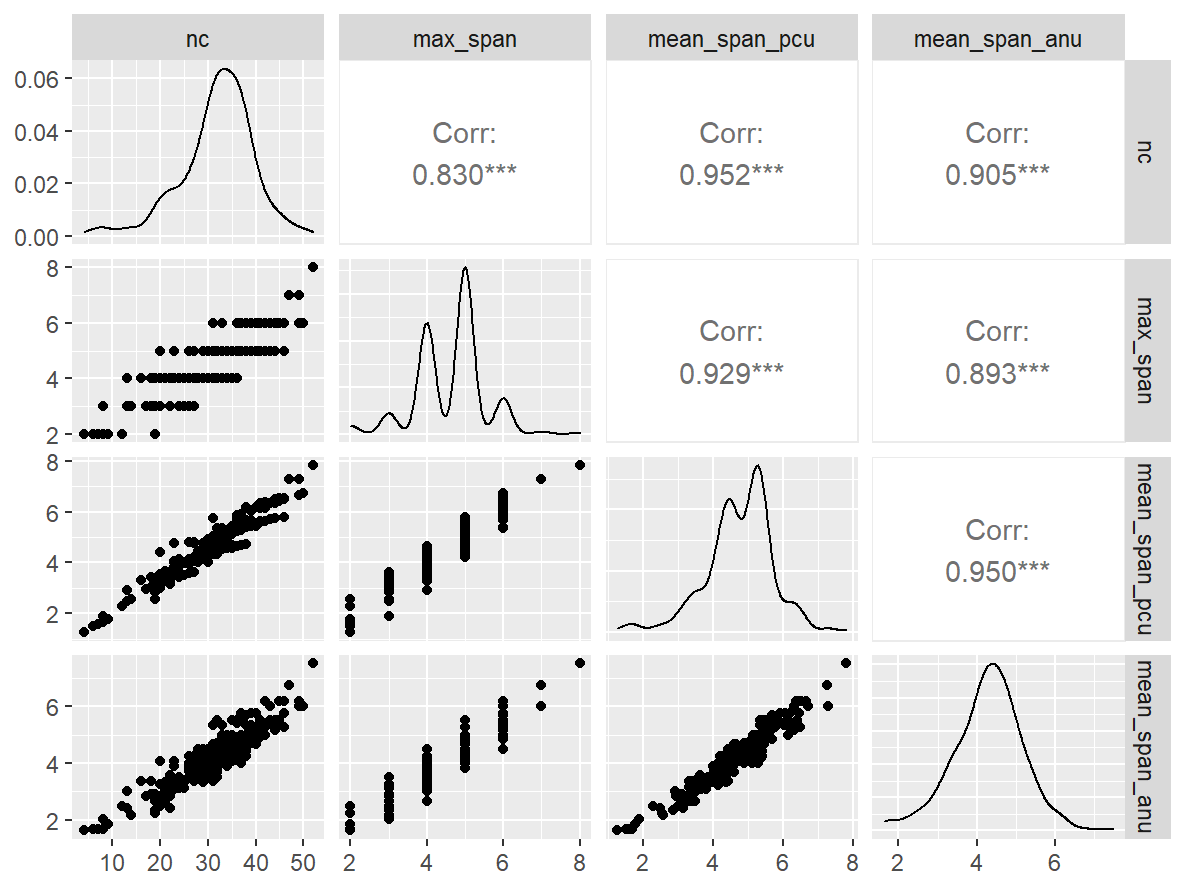 nc
max_span
mean_span_pcu
mean_span_anu
0.06
0.04
0.02
0.00
Corr:
0.830***
Corr:
0.952***
Corr:
0.905***
nc
8
6
4
2
Corr:
0.929***
Corr:
0.893***
max_span
8
6
4
2
Corr:
0.950***
mean_span_pcu
6
4
2
mean_span_anu
10
20
30
40
50
2
4
6
8
2
4
6
8
2
4
6